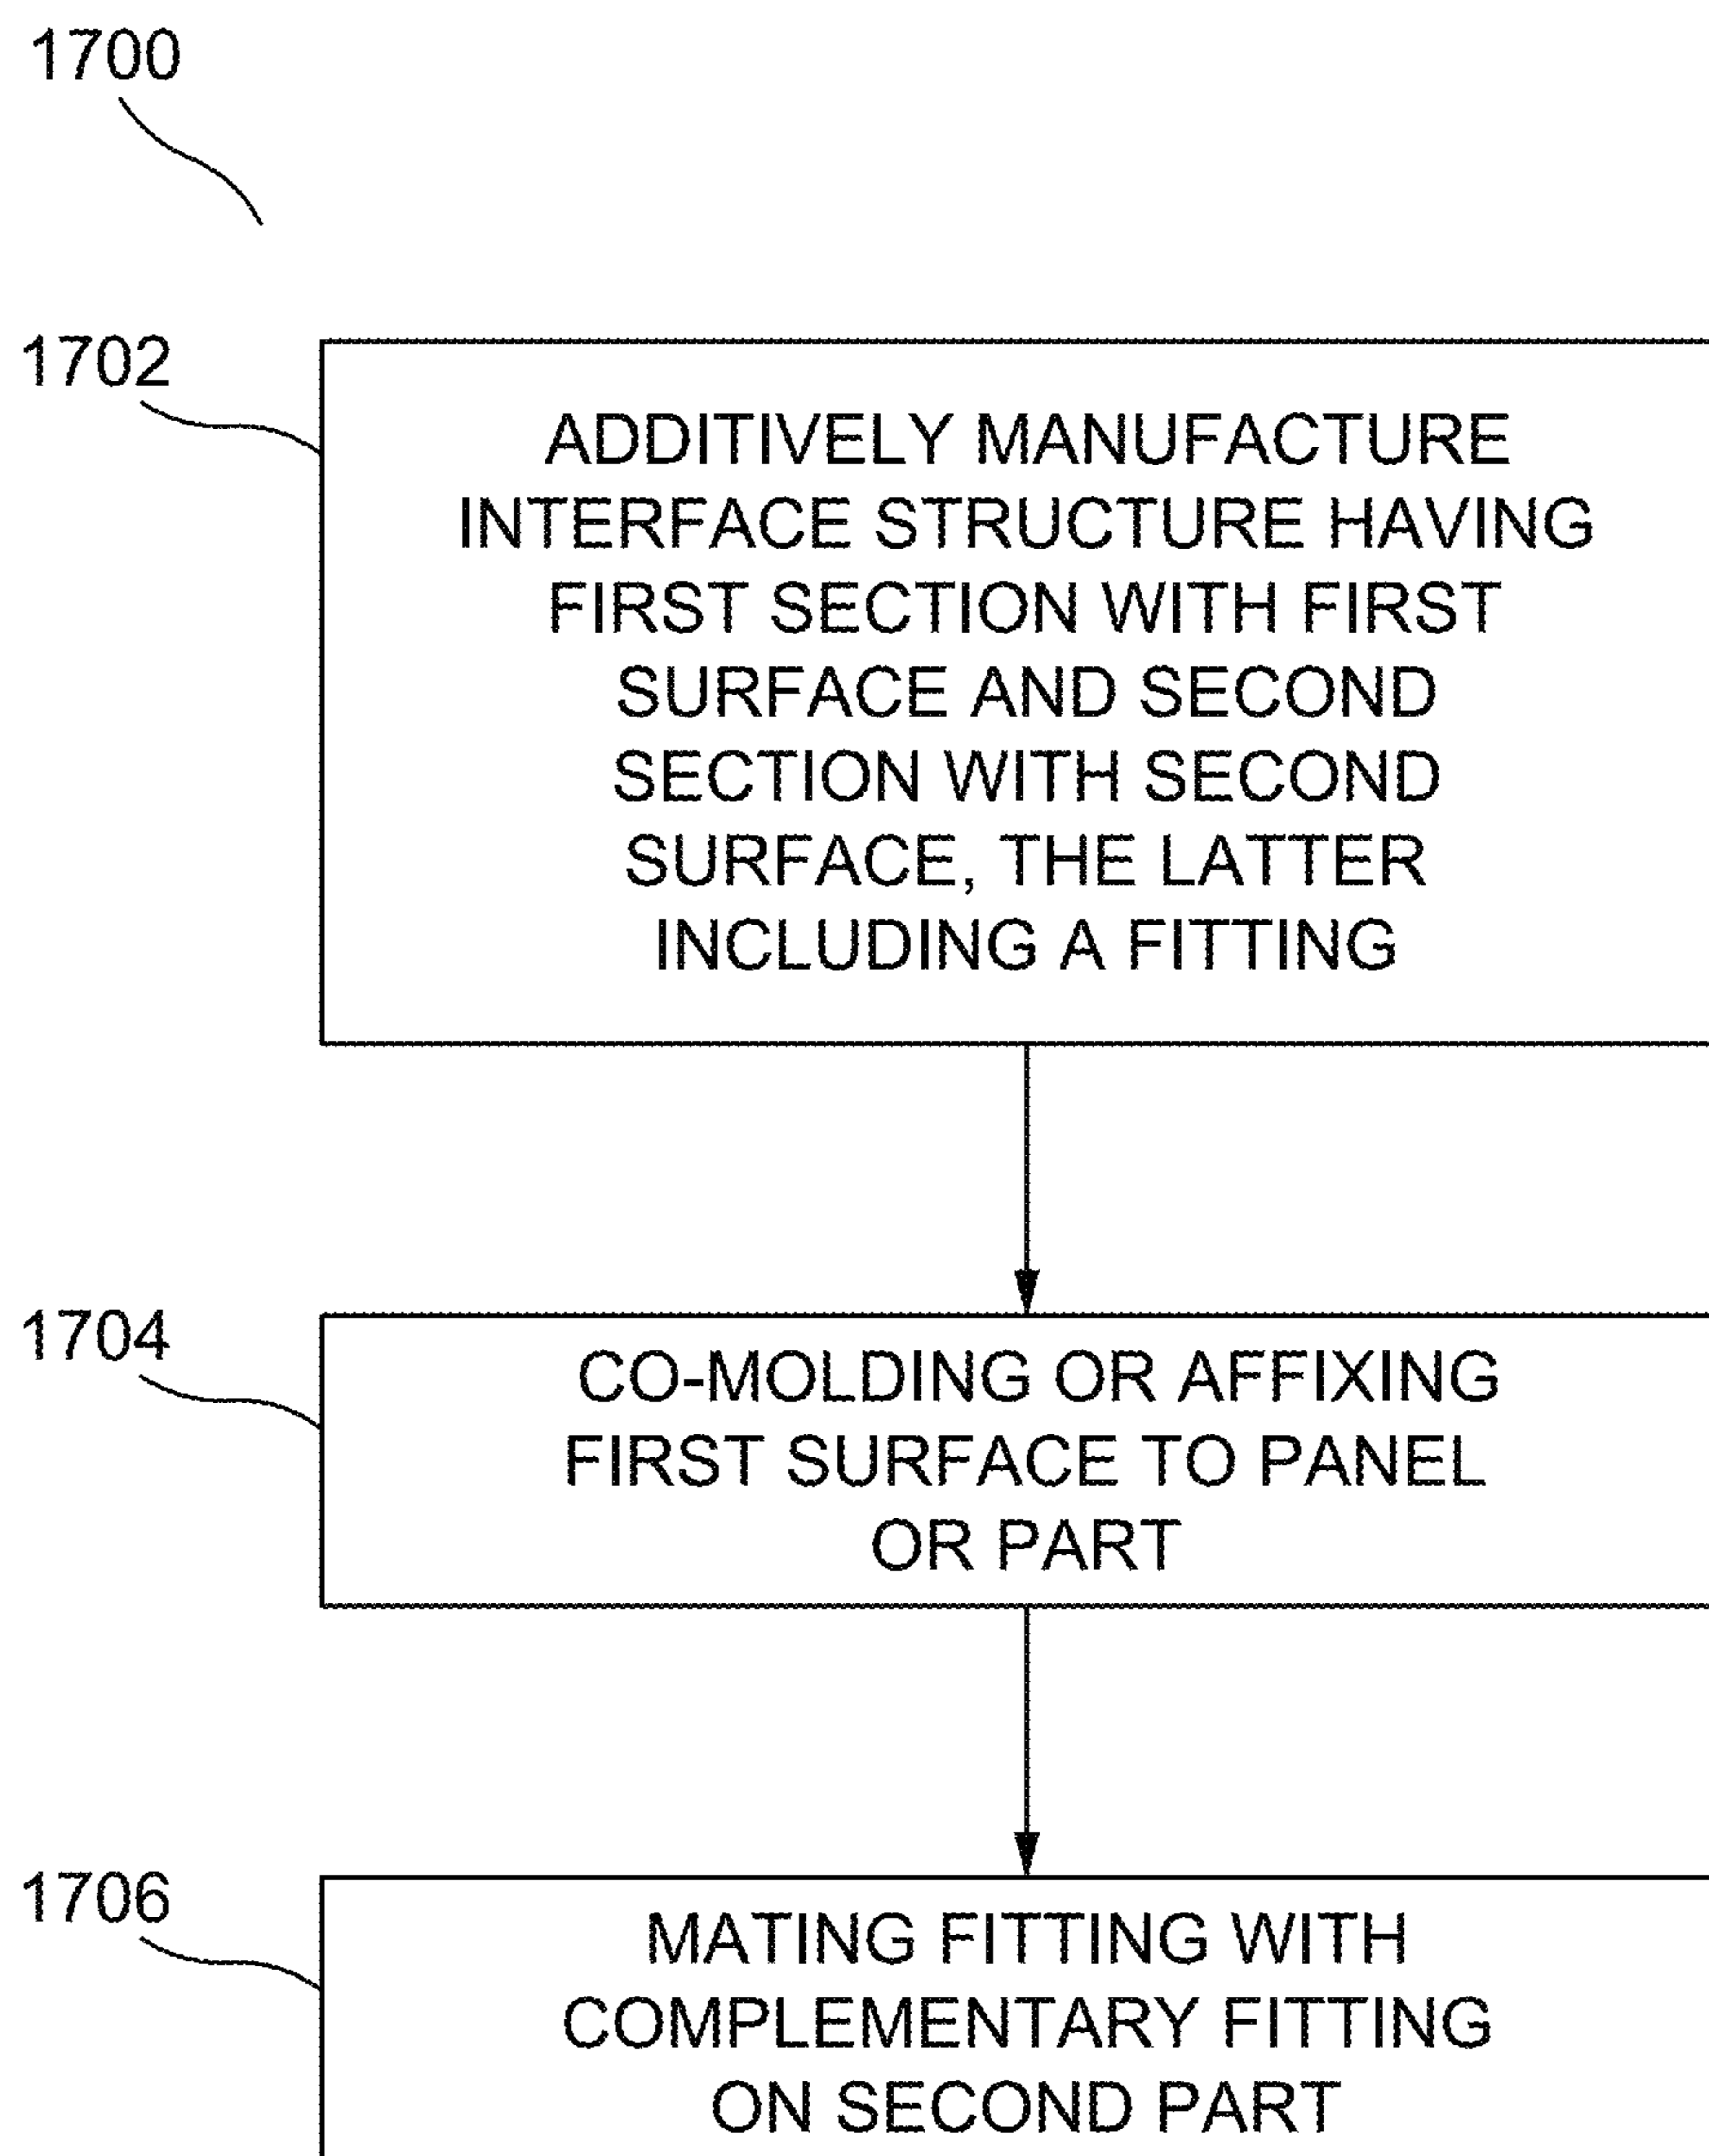 1700
1702
ADDITIVELY MANUFACTURE
INTERFACE STRUCTURE HAVING
FIRST SECTION WITH FIRST
SURFACE AND SECOND
SECTION WITH SECOND
SURFACE, THE LATTER
INCLUDING A FITTING
1704
CO-MOLDING OR AFFIXING
FIRST SURFACE TO PANEL
OR PART
1706
MATING FITTING WITH
COMPLEMENTARY FITTING
ON SECOND PART